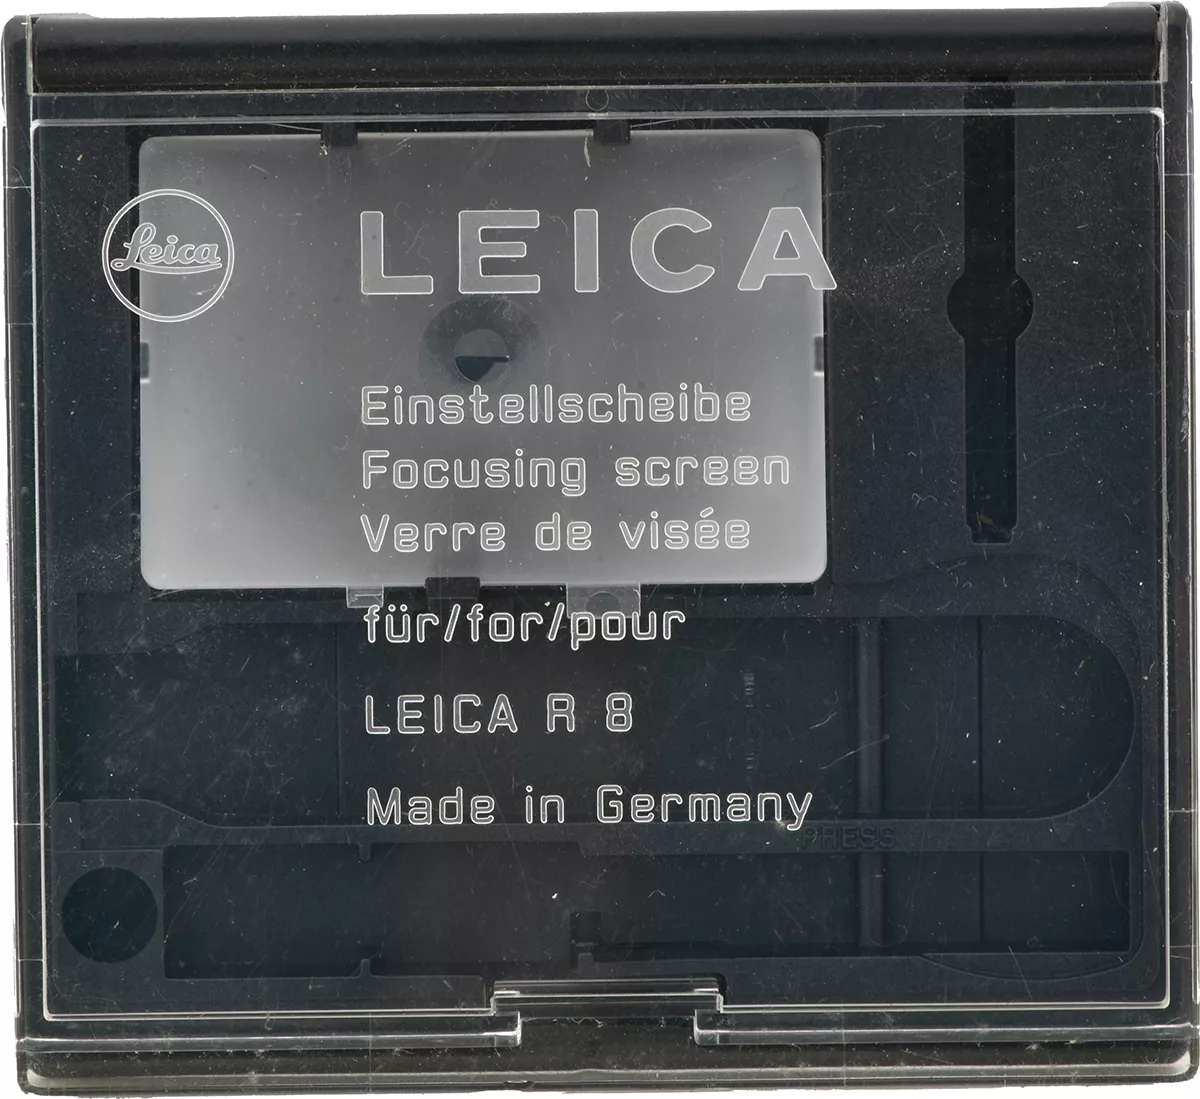 Leica
LEICA
Einstellscheibe
Focusing screen
Verre de visée
für/for/pour
LEICA R 8
Made in Germany
PRESS